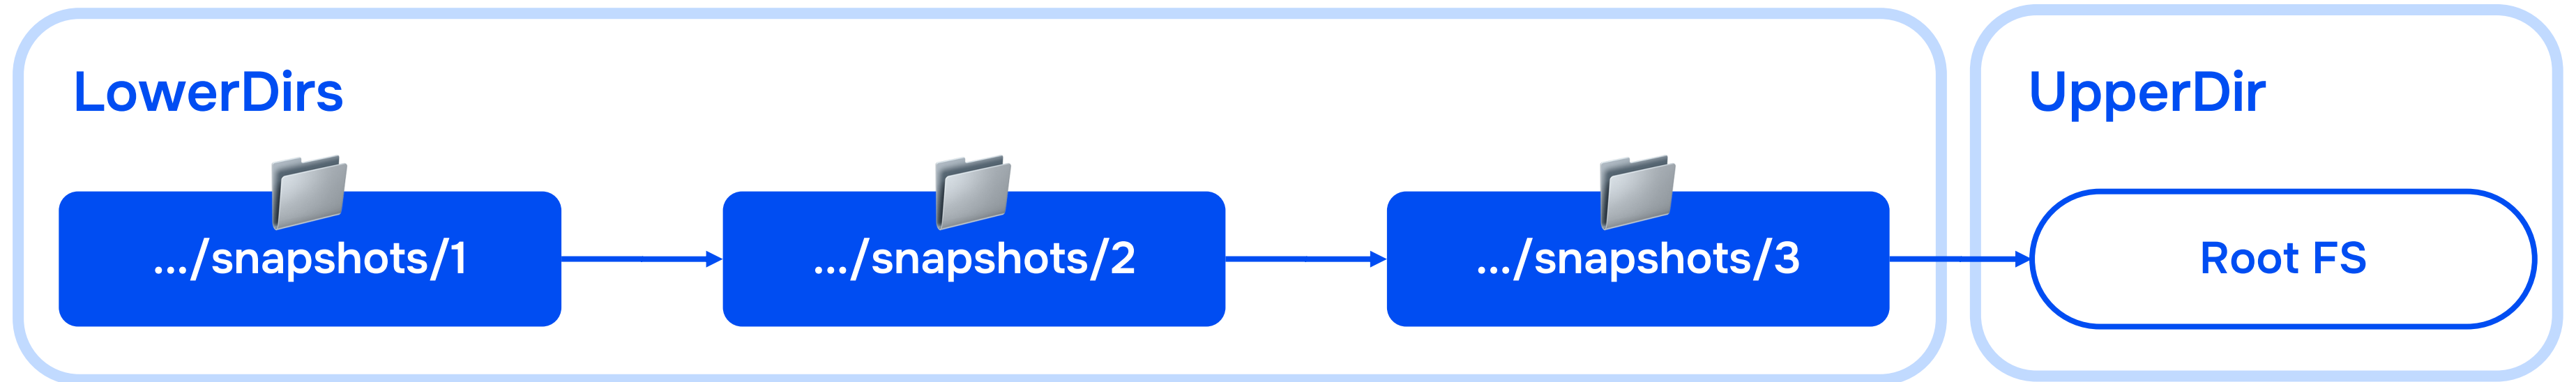 LowerDirs
UpperDir
.../snapshots/1
.../snapshots/2
.../snapshots/3
Root FS